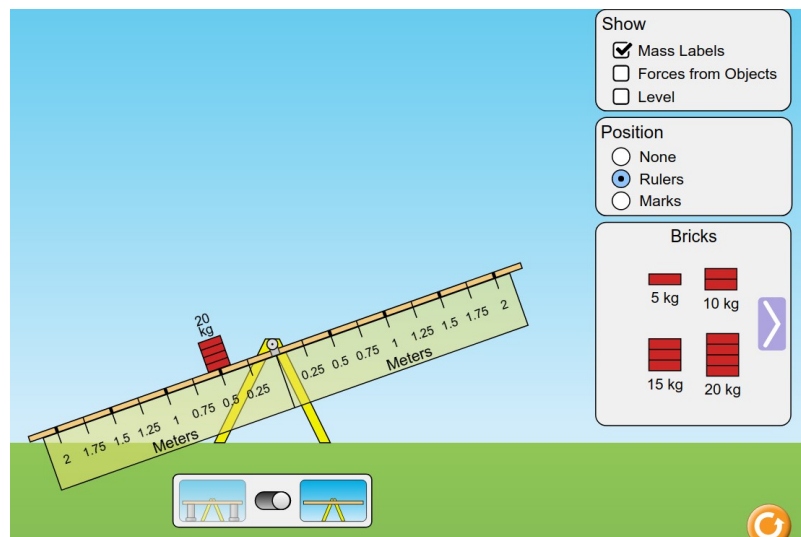 Show
Mass Labels
Forces from Objects
Level
Position
None
Rulers
Marks
Bricks
5 kg
10 kg
15 kg
20 kg
20
kg
2 1.75 1.5 1.25 1 0.75 0.5 0.25
Meters
0.25 0.5 0.75 1 1.25 1.5 1.75 2
Meters